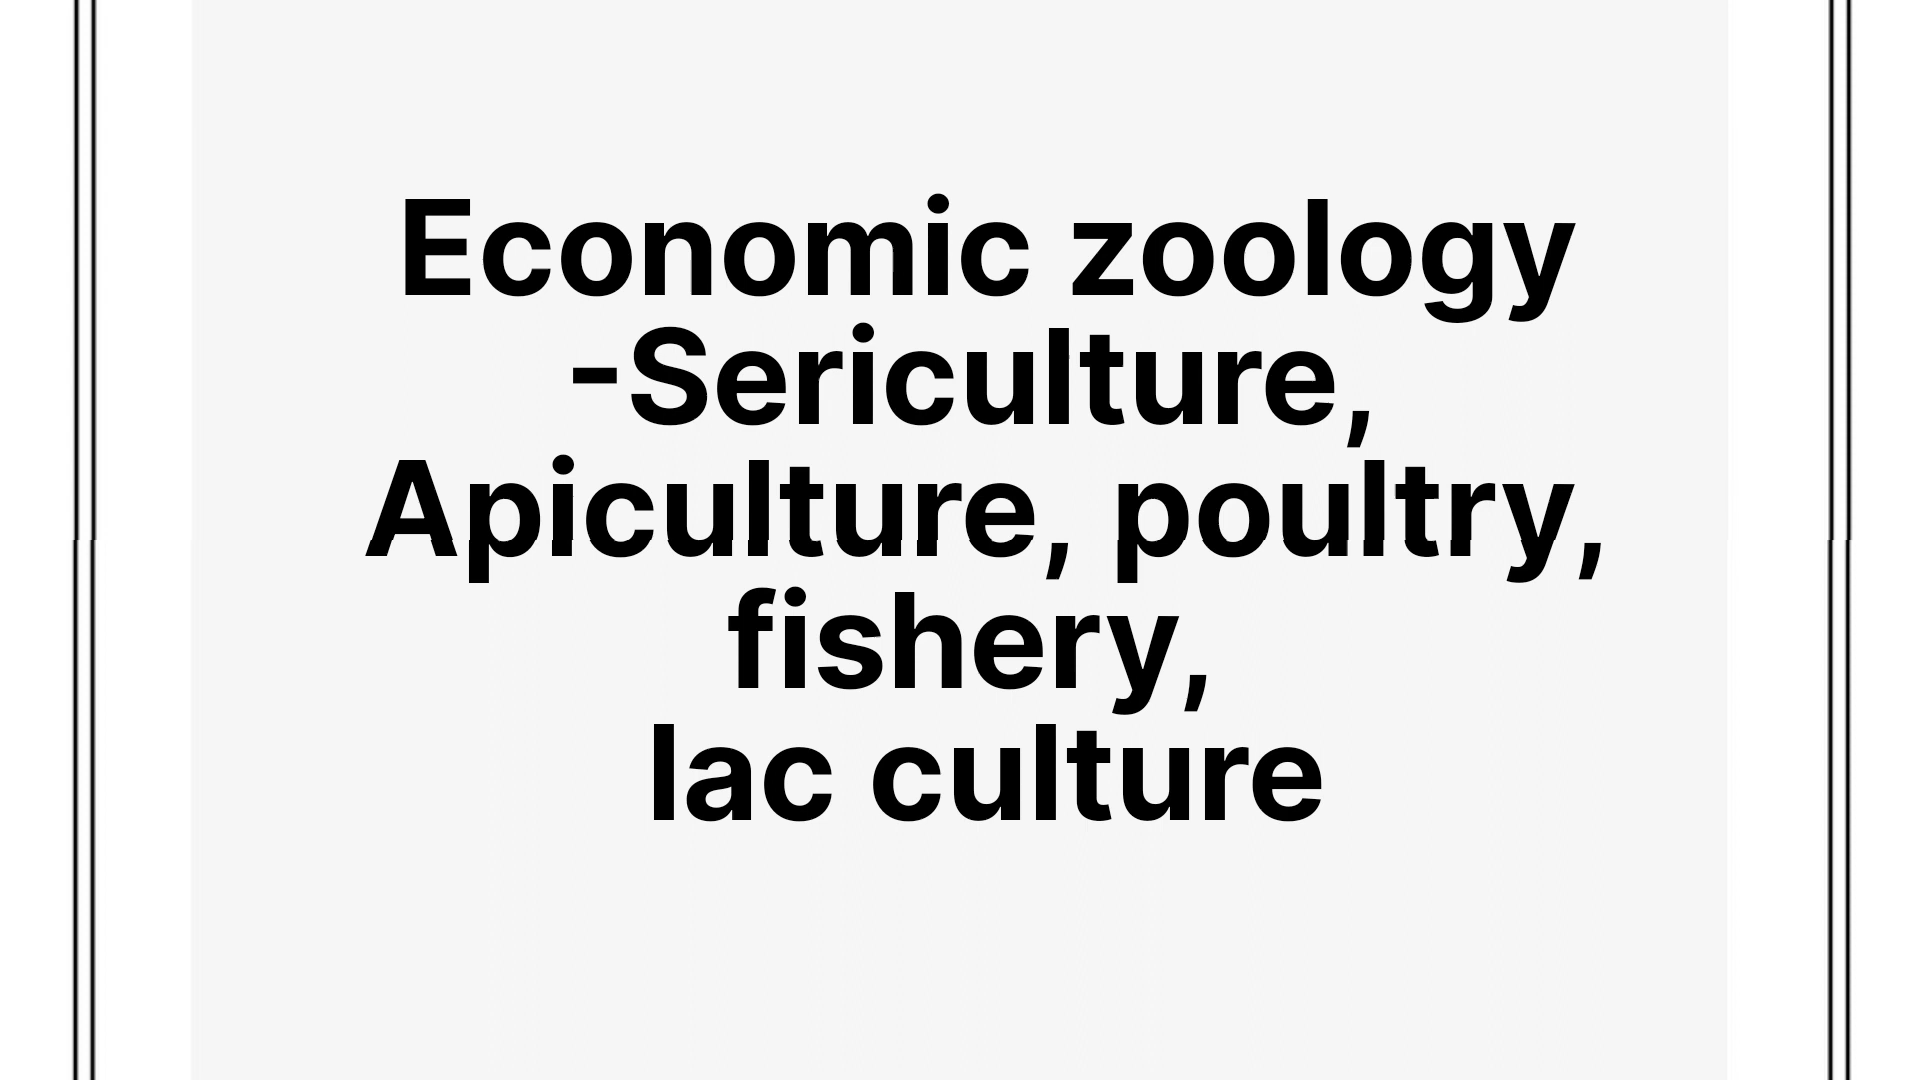 Economic zoology
-Sericulture,
Apiculture, poultry,
fishery,
lac culture